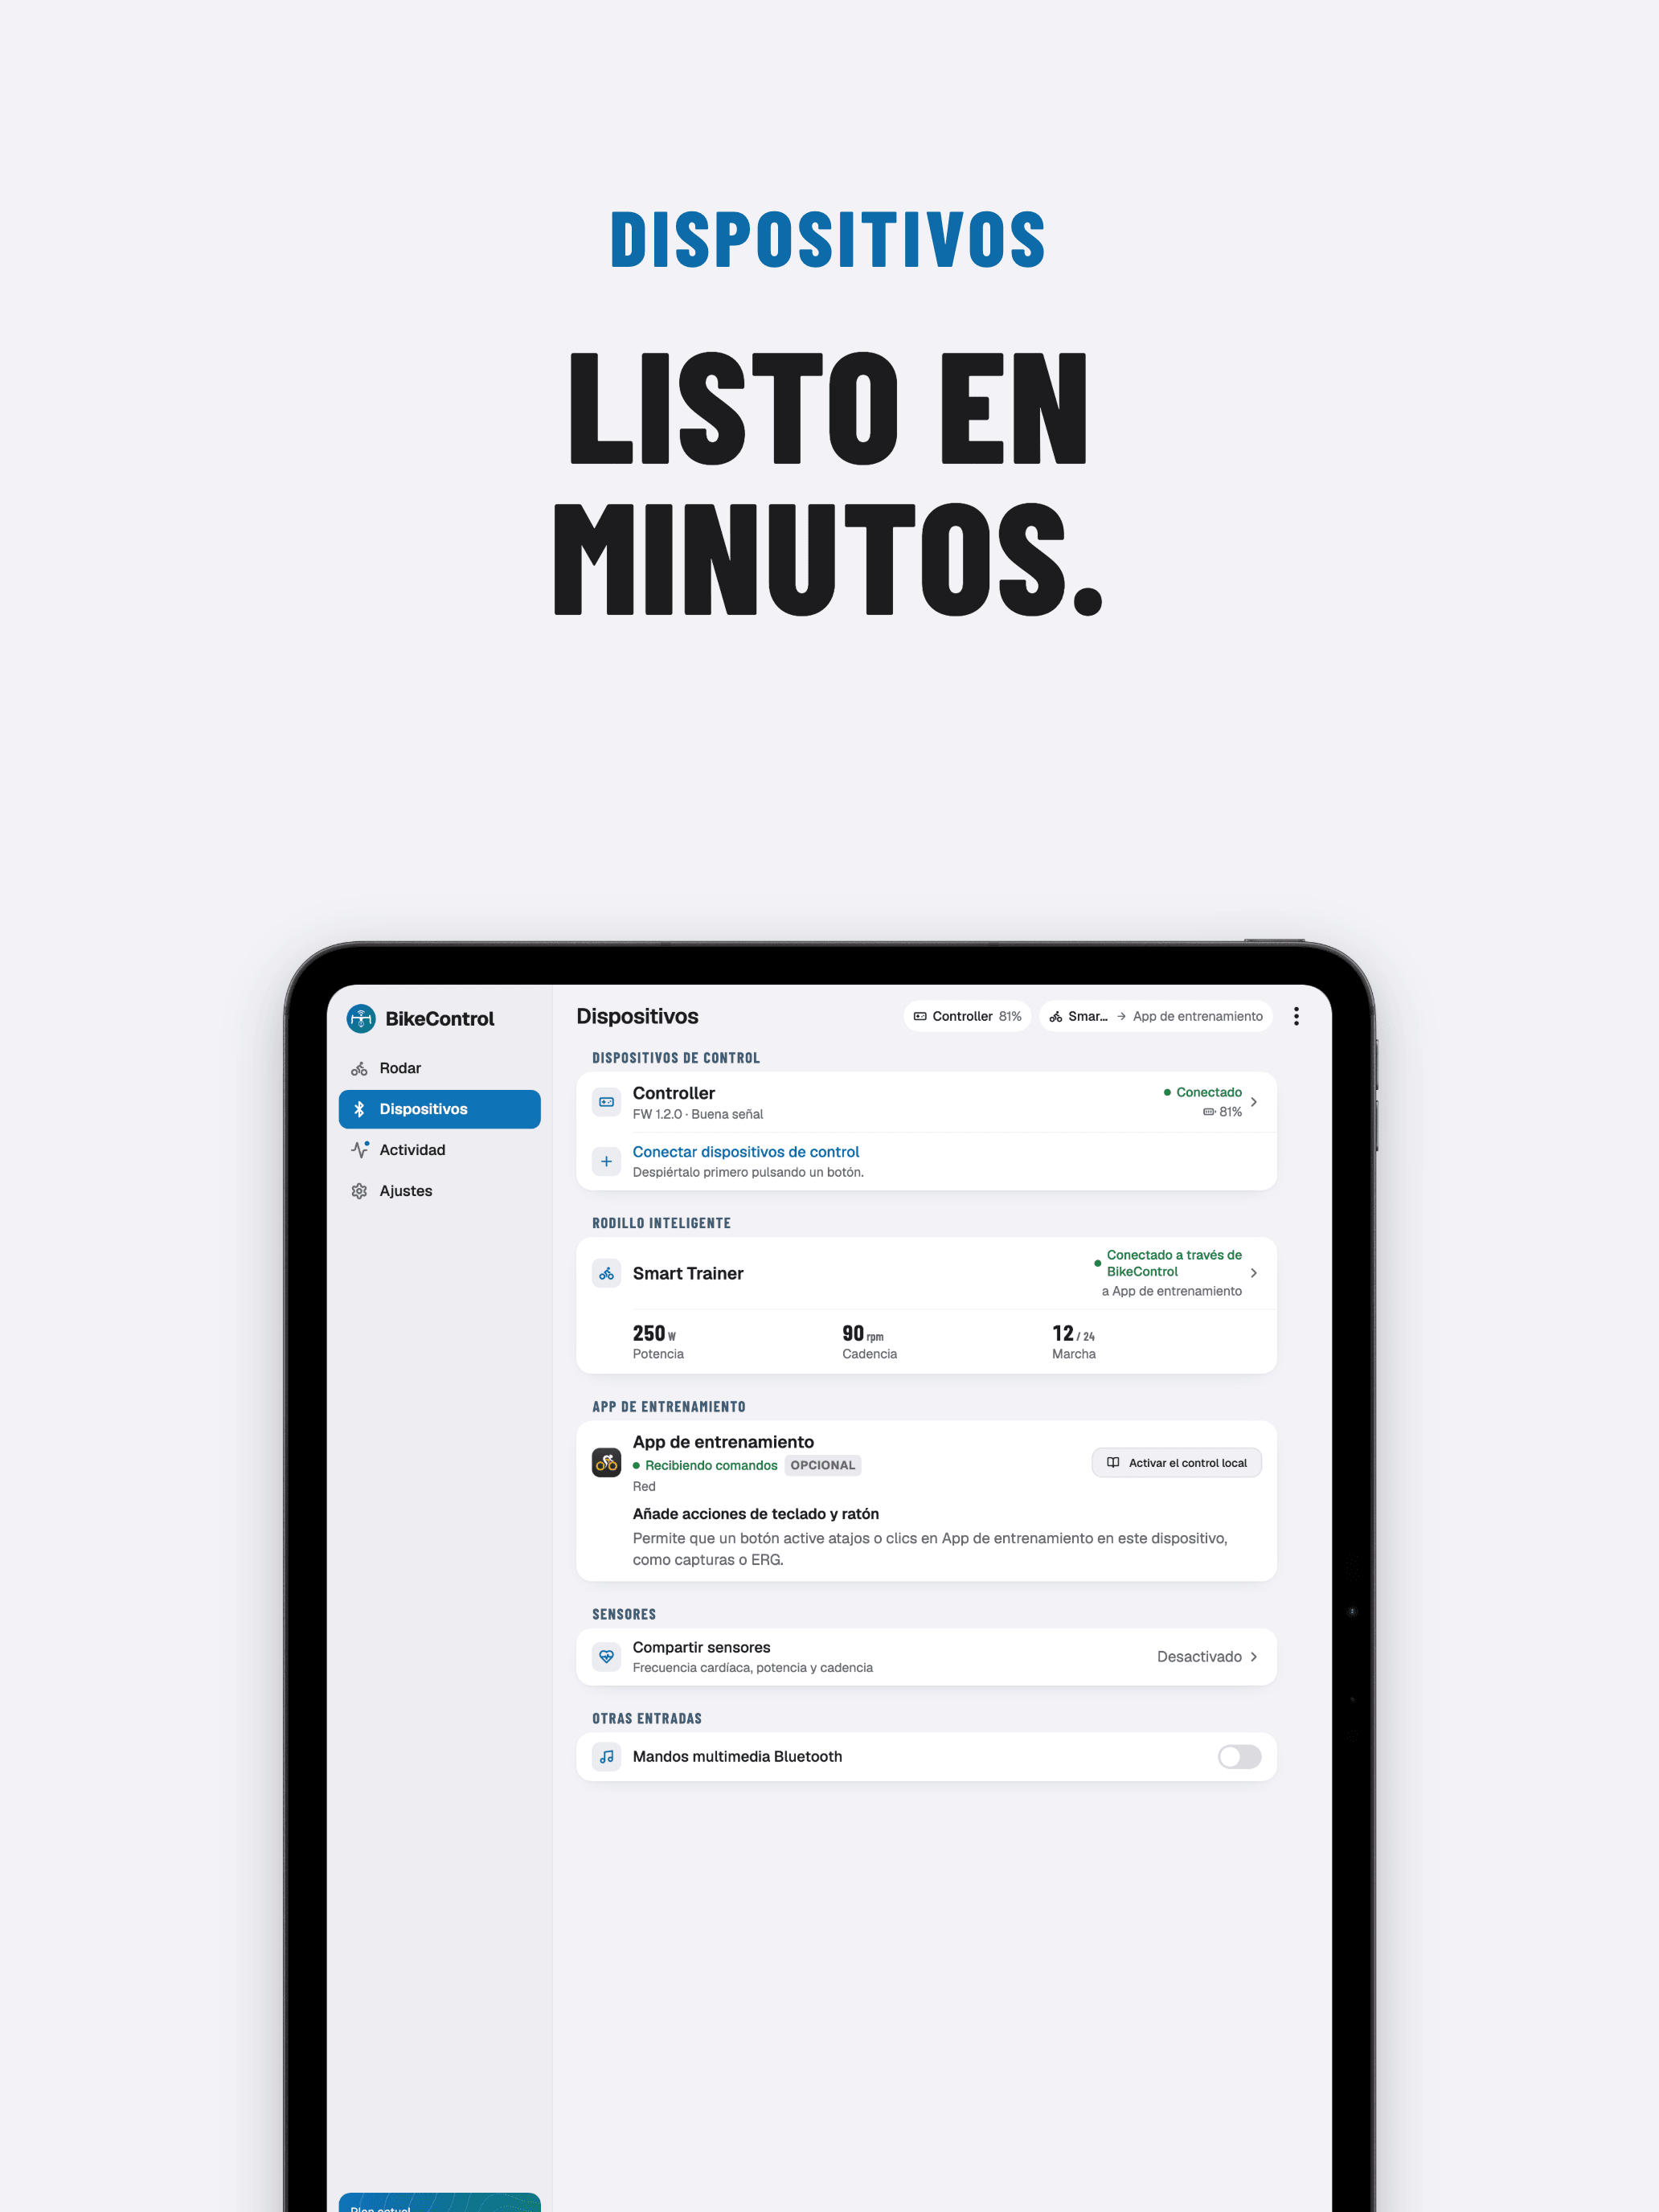 DISPOSITIVOS
LISTO EN
MINUTOS.
BikeControl
Rodar
Dispositivos
Actividad
Ajustes
Dispositivos
Controller 81%
Smar... → App de entrenamiento
DISPOSITIVOS DE CONTROL
Controller
FW 1.2.0 · Buena señal
Conectado
81%
Conectar dispositivos de control
Despiértalo primero pulsando un botón.
RODILLO INTELIGENTE
Smart Trainer
Conectado a través de
BikeControl
a App de entrenamiento
250 W
Potencia
90 rpm
Cadencia
12 / 24
Marcha
APP DE ENTRENAMIENTO
App de entrenamiento
Recibiendo comandos OPCIONAL
Red
Activar el control local
Añade acciones de teclado y ratón
Permite que un botón active atajos o clics en App de entrenamiento en este dispositivo,
como capturas o ERG.
SENSORES
Compartir sensores
Frecuencia cardíaca, potencia y cadencia
Desactivado
OTRAS ENTRADAS
Mandos multimedia Bluetooth